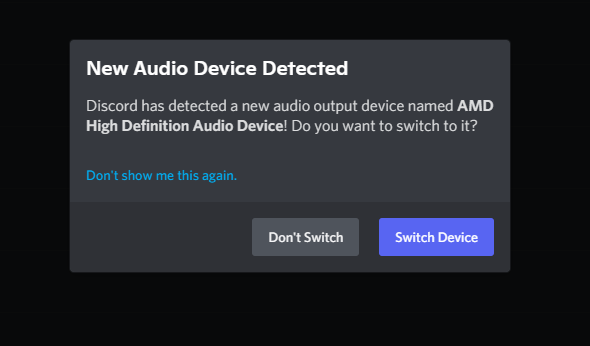 New Audio Device Detected
Discord has detected a new audio output device named AMD
High Definition Audio Device! Do you want to switch to it?
Don't show me this again.
Don't Switch
Switch Device